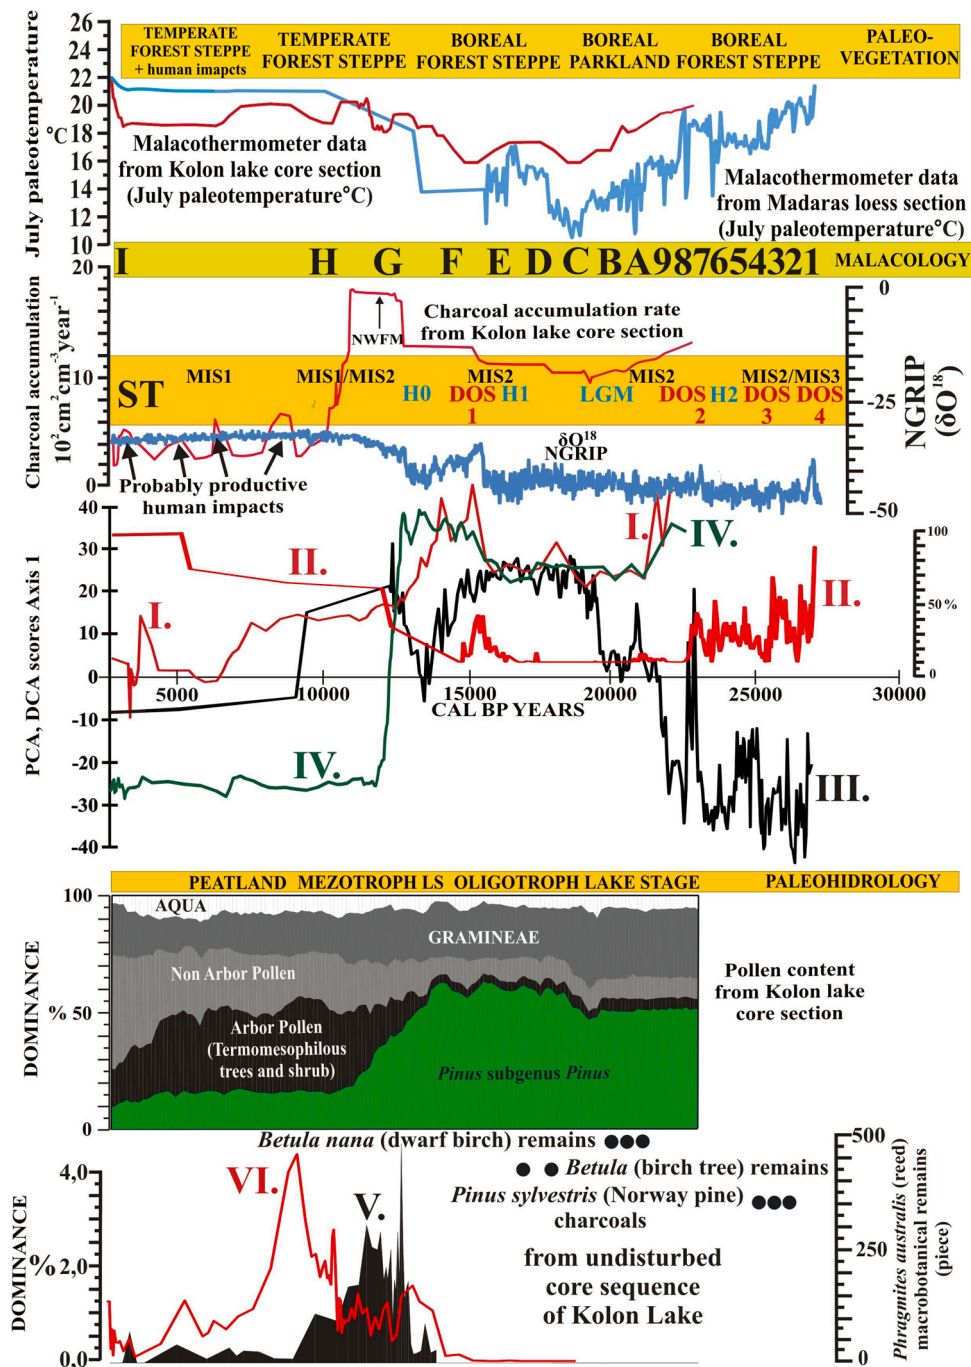 July paleotemperature
°C
26
24
22
20
18
16
14
12
10
TEMPERATE
FOREST STEPPE
+ human imapcts
TEMPERATE
FOREST STEPPE
BOREAL
FOREST STEPPE
BOREAL
PARKLAND
BOREAL
FOREST STEPPE
PALEO-
VEGETATION
Malacothermometer data
from Kolon lake core section
(July paleotemperature°C)
Malacothermometer data
from Madaras loess section
(July paleotemperature°C)
I H G F E D C B A 9 8 7 6 5 4 3 2 1 MALACOLOGY
Charcoal accumulation
10² cm² cm⁻³ year⁻¹
20
10
0
NWFM
Charcoal accumulation rate
from Kolon lake core section
ST
MIS1 MIS1/MIS2 MIS2 MIS2 MIS2/MIS3
H0 DOS H1 LGM DOS H2 DOS DOS
1 2 3 4
δO¹⁸
NGRIP
Probably productive
human impacts
0
-25
-50
NGRIP
(δO¹⁸)
PCA, DCA scores Axis 1
40
30
20
10
0
-10
-20
-30
-40
I.
II.
IV.
I.
IV.
II.
III.
100
50%
0
5000 10000 15000 20000 25000 30000
CAL BP YEARS
PEATLAND MEZOTROPH LS OLIGOTROPH LAKE STAGE PALEOHIDROLOGY
DOMINANCE
%
100
50
0
AQUA
GRAMINEAE
Non Arbor Pollen
Arbor Pollen
(Termomesophilous
trees and shrub)
Pinus subgenus Pinus
Pollen content
from Kolon lake
core section
Betula nana (dwarf birch) remains ●●●
● ● Betula (birch tree) remains
Pinus sylvestris (Norway pine) ●●●
charcoals
from undisturbed
core sequence
of Kolon Lake
VI.
V.
DOMINANCE
%
4,0
2,0
0,0
500
250
0
Phragmites australis (reed)
macrobotanical remains
(piece)